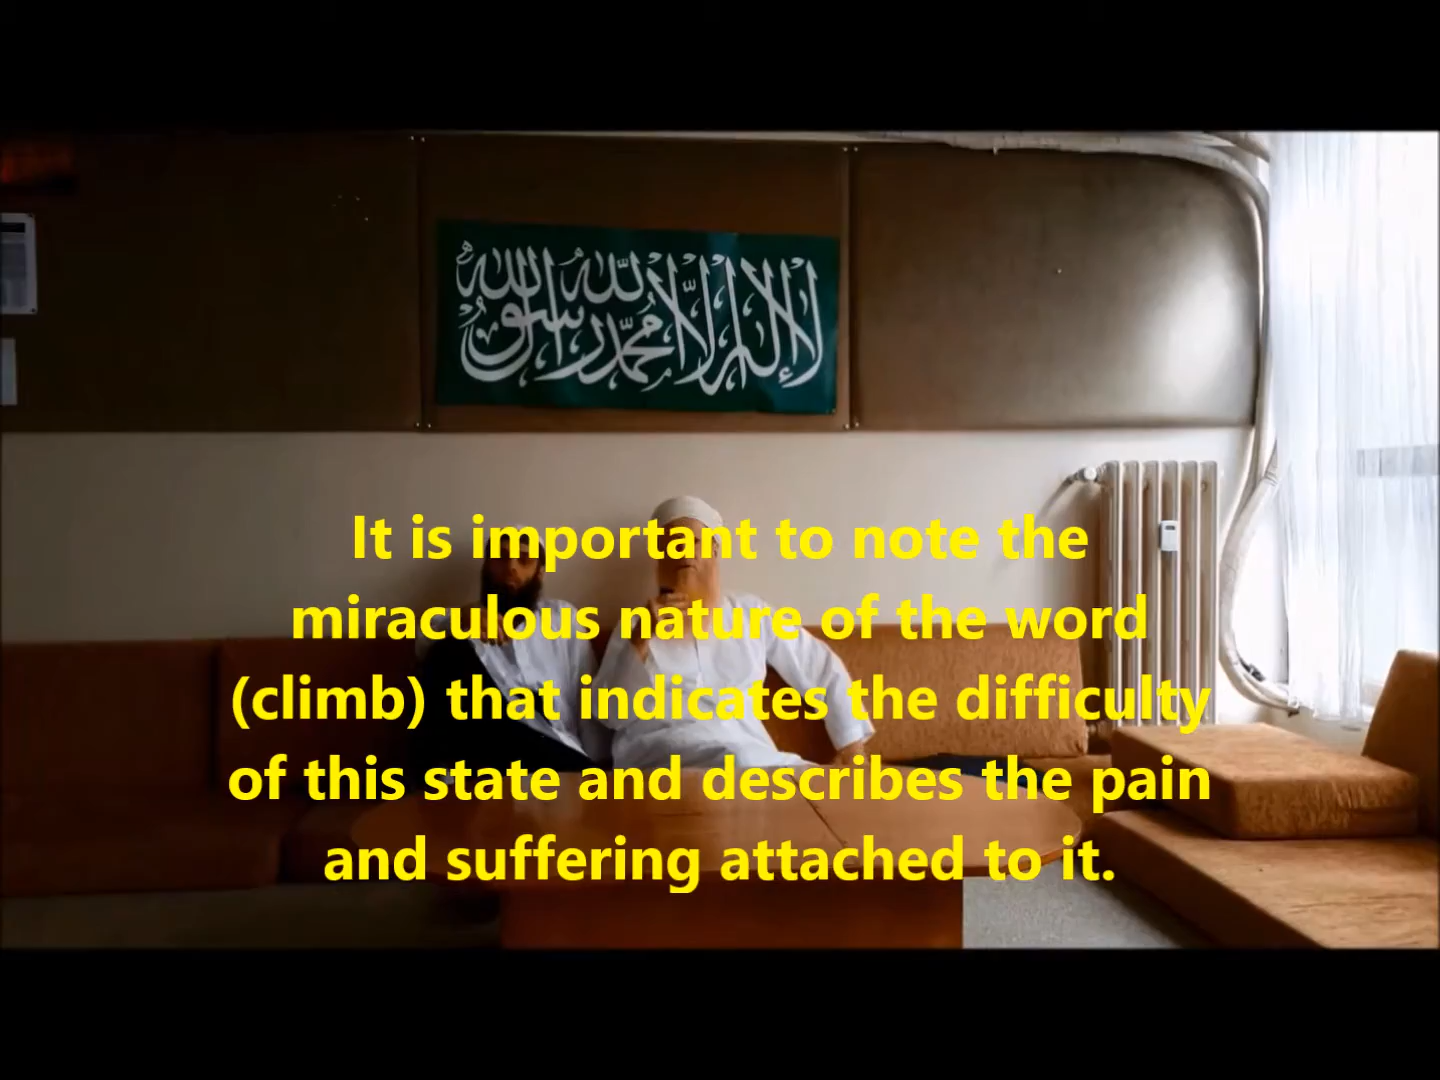 لا إله إلا الله محمد رسول الله
It is important to note the
miraculous nature of the word
(climb) that indicates the difficulty
of this state and describes the pain
and suffering attached to it.